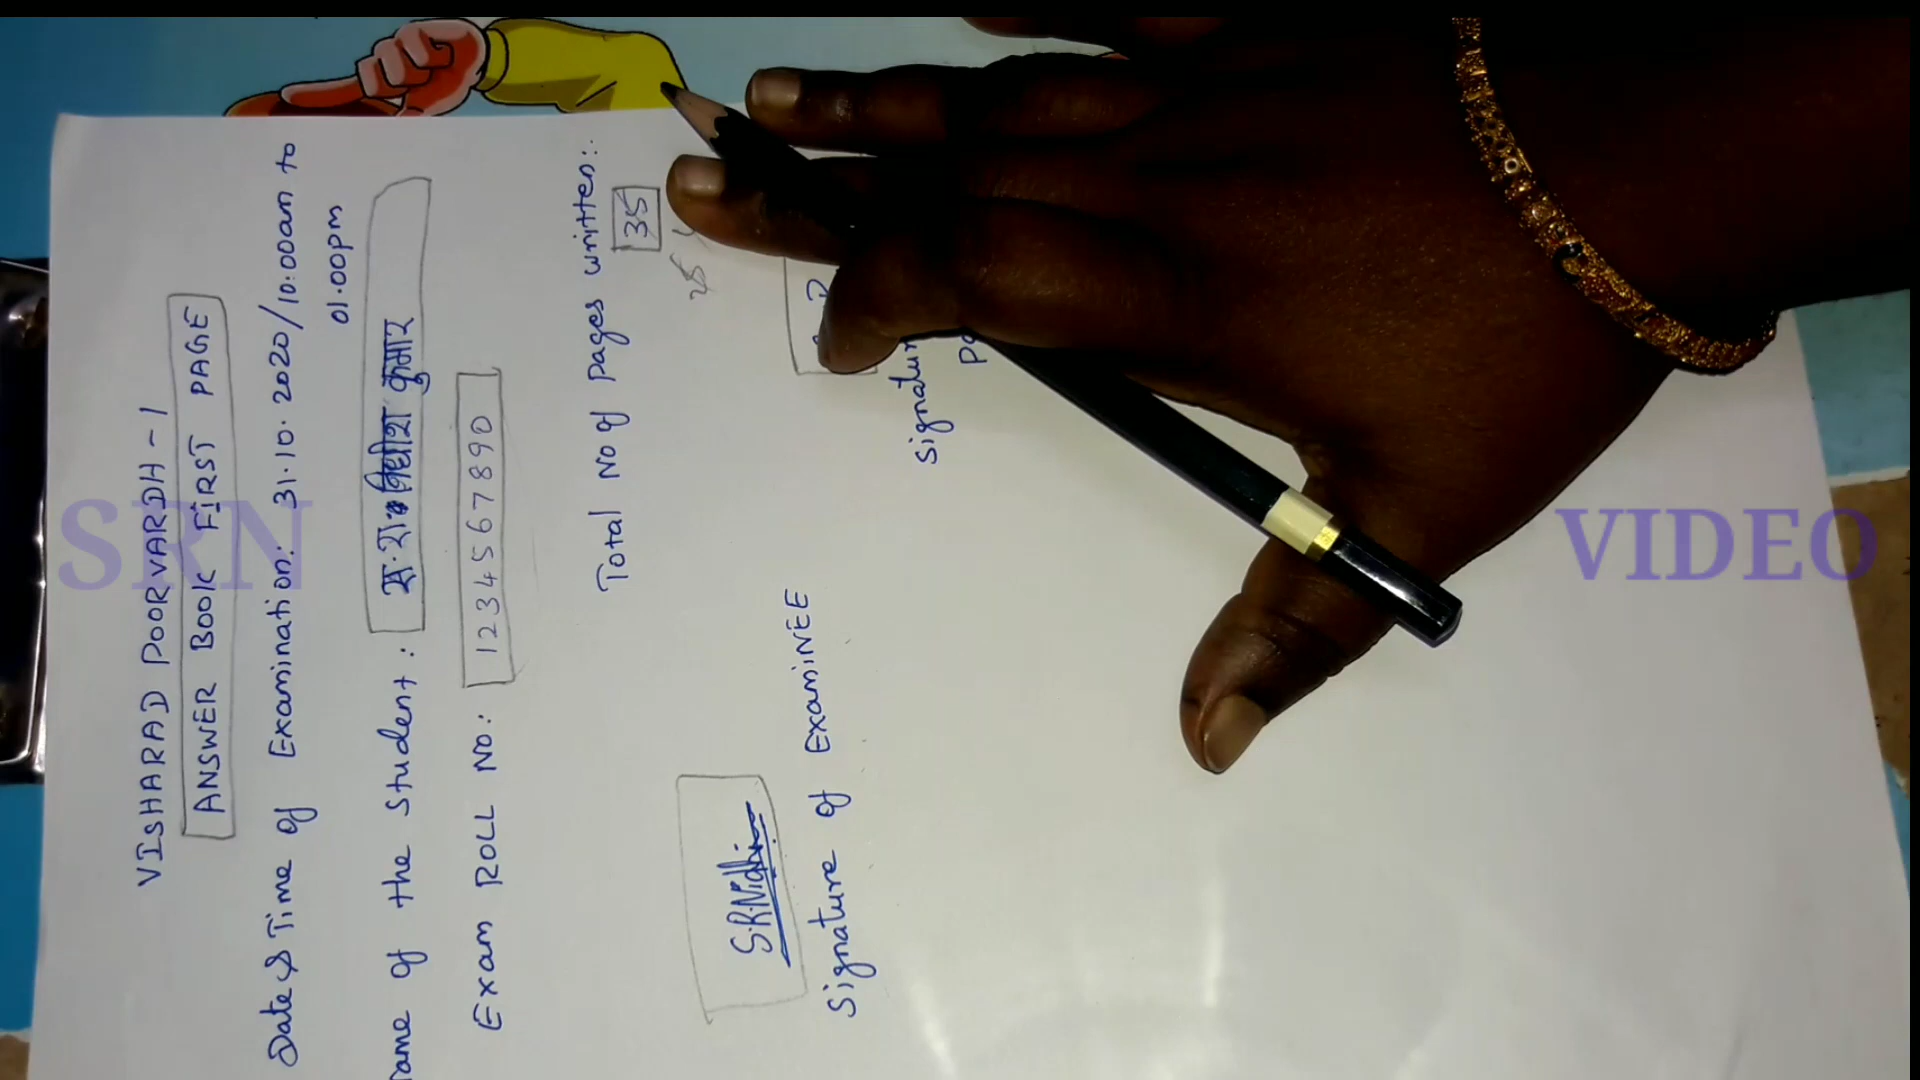 VISHARAD POORVARDH - 1
ANSWER BOOK FIRST PAGE
Date & Time of Examination: 31.10.2020/10.00am to
01.00pm
ame of the Student:
कुमार
Exam ROLL NO: 1234567890
Total No of pages written:
35
S.R.Nidhi
Signature of ExamiNEE
Signatur
SRN VIDEO